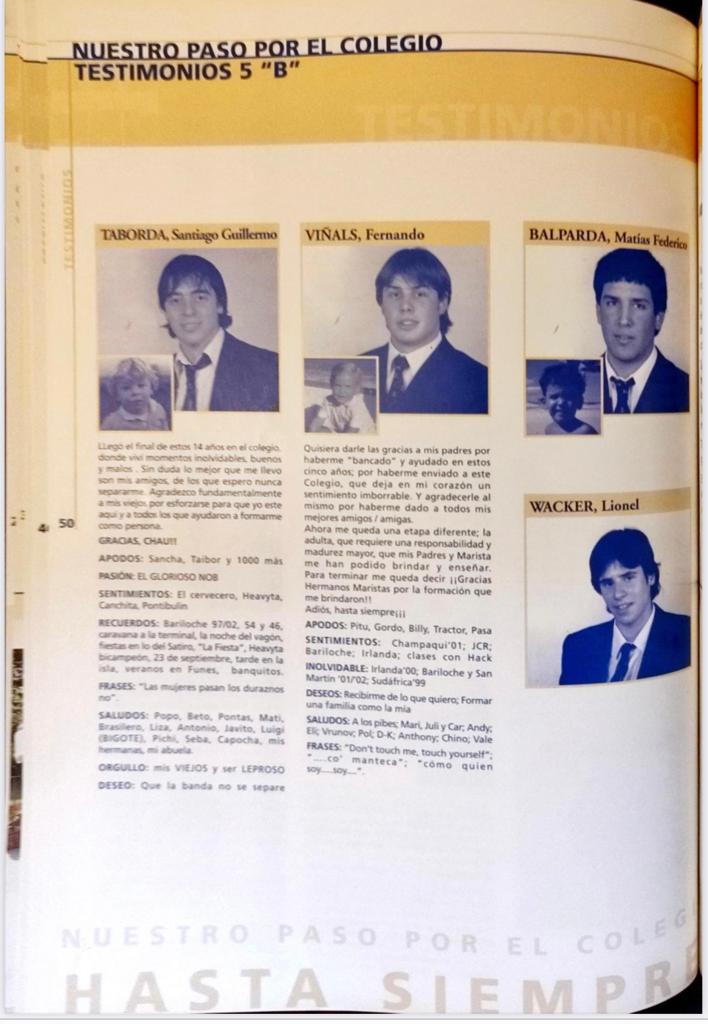 NUESTRO PASO POR EL COLEGIO
TESTIMONIOS 5 "B"
TESTIMONIOS
TESTIMONIOS
50
TABORDA, Santiago Guillermo
LLegó el final de estos 14 años en el colegio,
donde viví momentos inolvidables, buenos
y malos . Sin duda lo mejor que me llevo
son mis amigos, de los que espero nunca
separarme. Agradezco fundamentalmente
a mis viejos por esforzarse para que yo este
aquí y a todos los que ayudaron a formarme
como persona.
GRACIAS, CHAU!!
APODOS: Sancha, Taibor y 1000 más
PASIÓN: EL GLORIOSO NOB
SENTIMIENTOS: El cervecero, Heavyta,
Canchita, Pontibulin
RECUERDOS: Bariloche 97/02, 54 y 46,
caravana a la terminal, la noche del vagón,
fiestas en lo del Satiro, "La Fiesta", Heavyta
bicampeón, 23 de septiembre, tarde en la
isla, veranos en Funes, banquitos.
FRASES: "Las mujeres pasan los duraznos
no".
SALUDOS: Popo, Beto, Pontas, Mati,
Brasilero, Liza, Antonio, Javito, Luigi
(BIGOTE), Pichi, Seba, Capocha, mis
hermanas, mi abuela.
ORGULLO: mis VIEJOS y ser LEPROSO
DESEO: Que la banda no se separe
VIÑALS, Fernando
Quisiera darle las gracias a mis padres por
haberme "bancado" y ayudado en estos
cinco años; por haberme enviado a este
Colegio, que deja en mi corazón un
sentimiento imborrable. Y agradecerle al
mismo por haberme dado a todos mis
mejores amigos / amigas.
Ahora me queda una etapa diferente; la
adulta, que requiere una responsabilidad y
madurez mayor, que mis Padres y Marista
me han podido brindar y enseñar.
Para terminar me queda decir ¡¡Gracias
Hermanos Maristas por la formación que
me brindaron!!
Adiós, hasta siempre¡¡¡
APODOS: Pitu, Gordo, Billy, Tractor, Pasa
SENTIMIENTOS: Champaqui'01; JCR;
Bariloche; Irlanda; clases con Hack
INOLVIDABLE: Irlanda'00; Bariloche y San
Martín '01/'02; Sudáfrica'99
DESEOS: Recibirme de lo que quiero; Formar
una familia como la mía
SALUDOS: A los pibes; Mari, Juli y Car; Andy;
Eli; Vrunov; Pol; D-K; Anthony; Chino; Vale
FRASES: "Don't touch me, touch yourself";
".....co' manteca"; "cómo quien
soy.....soy....".
BALPARDA, Matías Federico
WACKER, Lionel
NUESTRO PASO POR EL COLEG
HASTA SIEMPRE